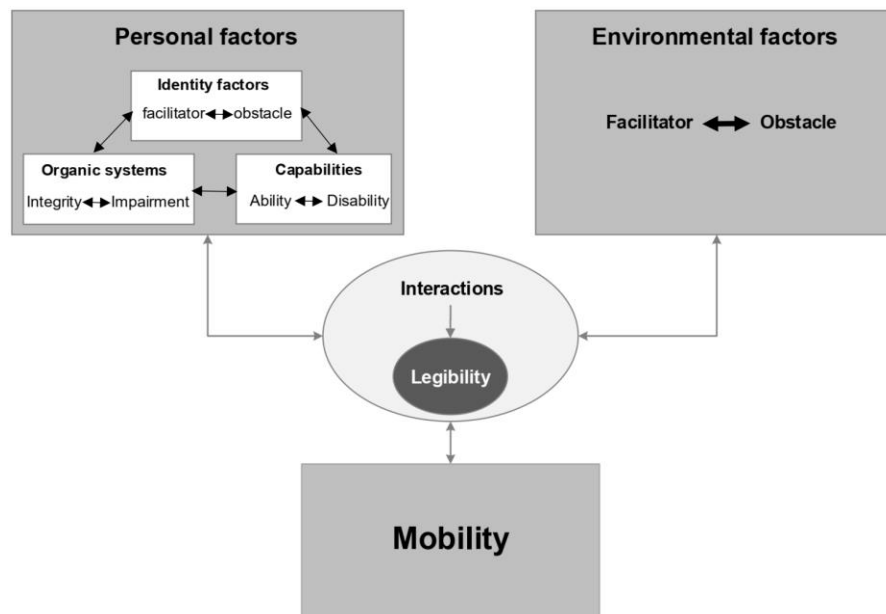 Personal factors
Identity factors
facilitator obstacle
Organic systems
Integrity Impairment
Capabilities
Ability Disability
Environmental factors
Facilitator Obstacle
Interactions
Legibility
Mobility